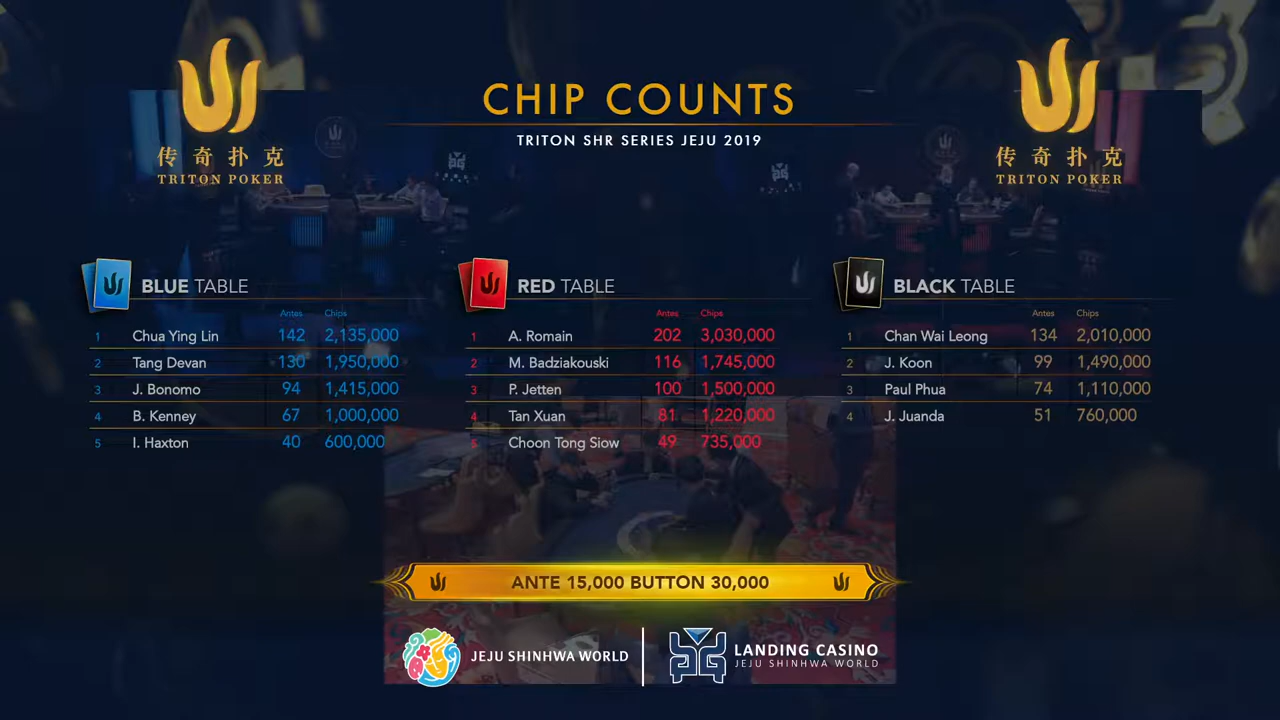 CHIP COUNTS
TRITON SHR SERIES JEJU 2019
传奇扑克
TRITON POKER
传奇扑克
TRITON POKER
BLUE TABLE
Antes Chips
1 Chua Ying Lin 142 2,135,000
2 Tang Devan 130 1,950,000
3 J. Bonomo 94 1,415,000
4 B. Kenney 67 1,000,000
5 I. Haxton 40 600,000
RED TABLE
Antes Chips
1 A. Romain 202 3,030,000
2 M. Badziakouski 116 1,745,000
3 P. Jetten 100 1,500,000
4 Tan Xuan 81 1,220,000
5 Choon Tong Siow 49 735,000
BLACK TABLE
Antes Chips
1 Chan Wai Leong 134 2,010,000
2 J. Koon 99 1,490,000
3 Paul Phua 74 1,110,000
4 J. Juanda 51 760,000
ANTE 15,000 BUTTON 30,000
JEJU SHINHWA WORLD
LANDING CASINO
JEJU SHINHWA WORLD